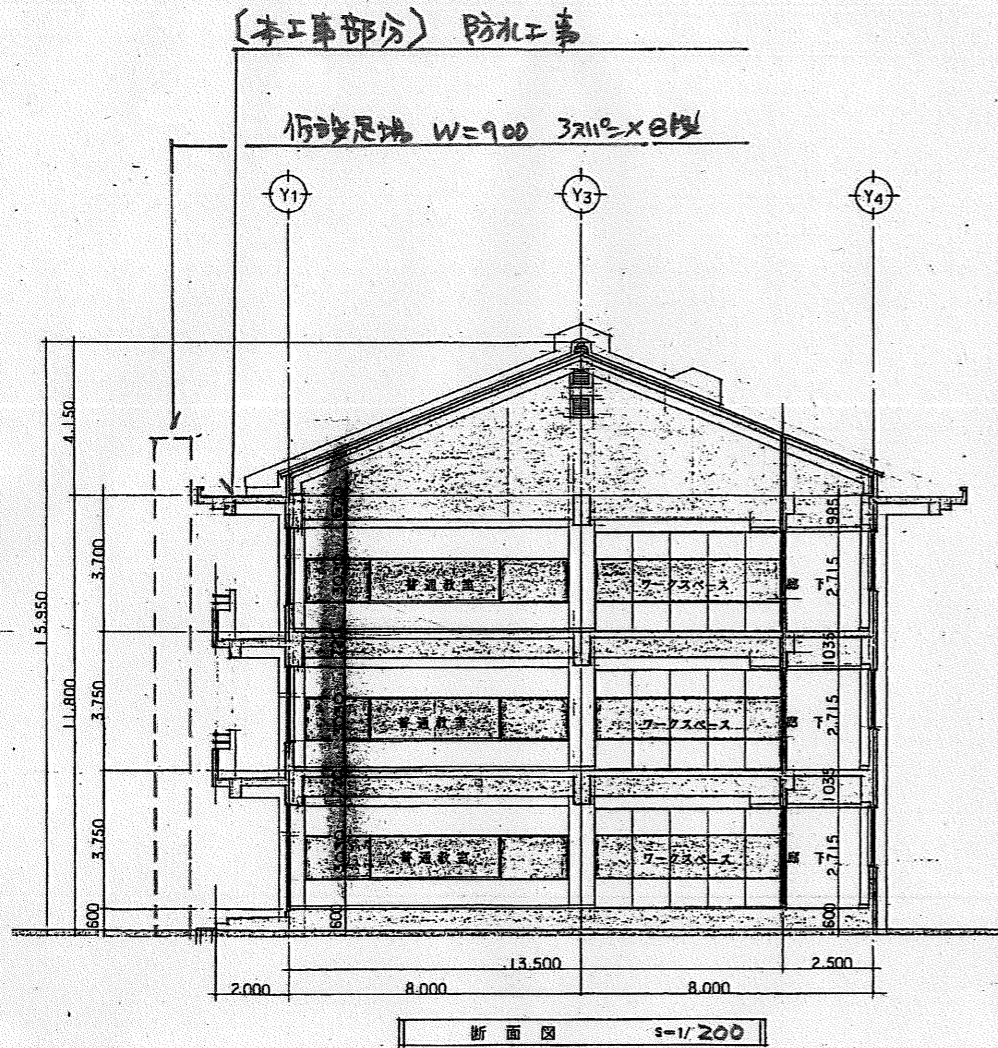 (本工事部分) 防水工事
仮設足場 W=900 3スパン×8段
Y1
Y3
Y4
4.150
15.950
11.800
3.700
3.750
3.750
600
985
2.715
1035
2.715
1035
2.715
600
600
普通教室
ワークスペース
廊下
普通教室
ワークスペース
廊下
普通教室
ワークスペース
廊下
13.500
2.500
2.000
8.000
8.000
断面図 S=1/200